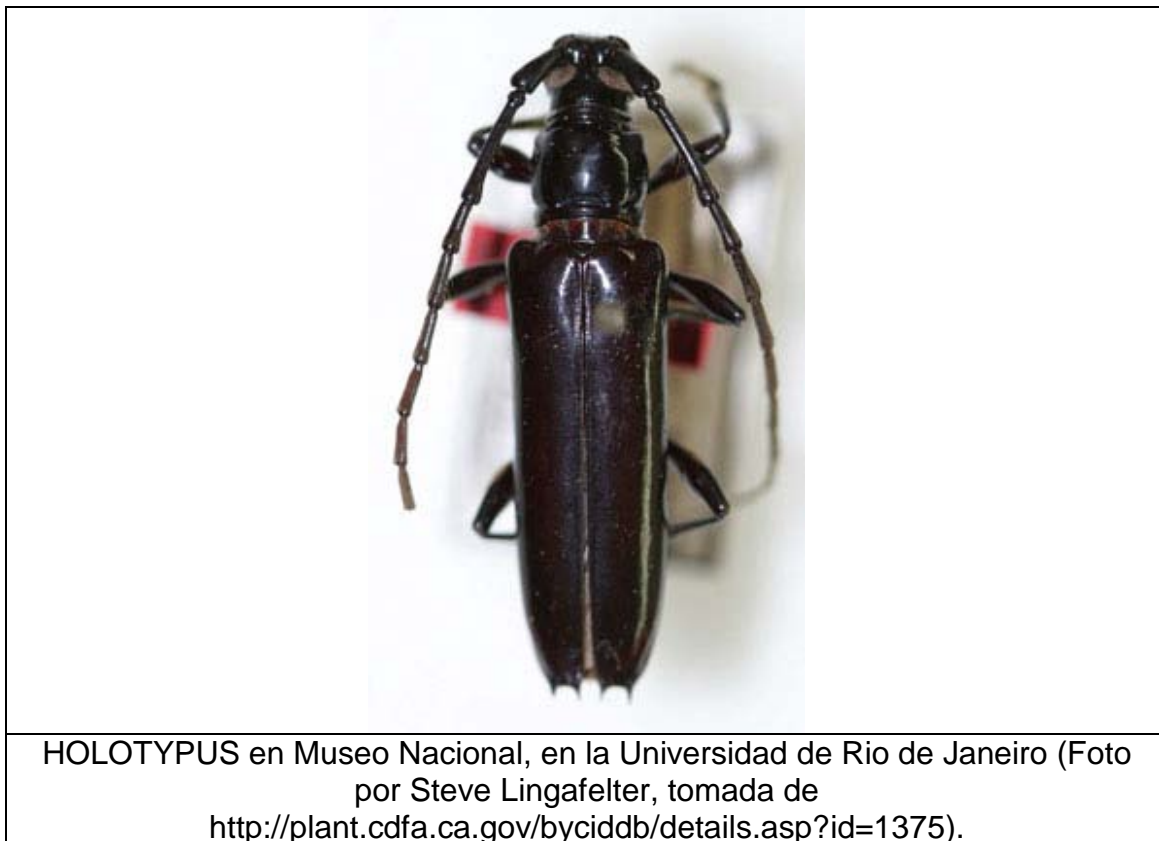 HOLOTYPUS en Museo Nacional, en la Universidad de Rio de Janeiro (Foto
por Steve Lingafelter, tomada de
http://plant.cdfa.ca.gov/byciddb/details.asp?id=1375).